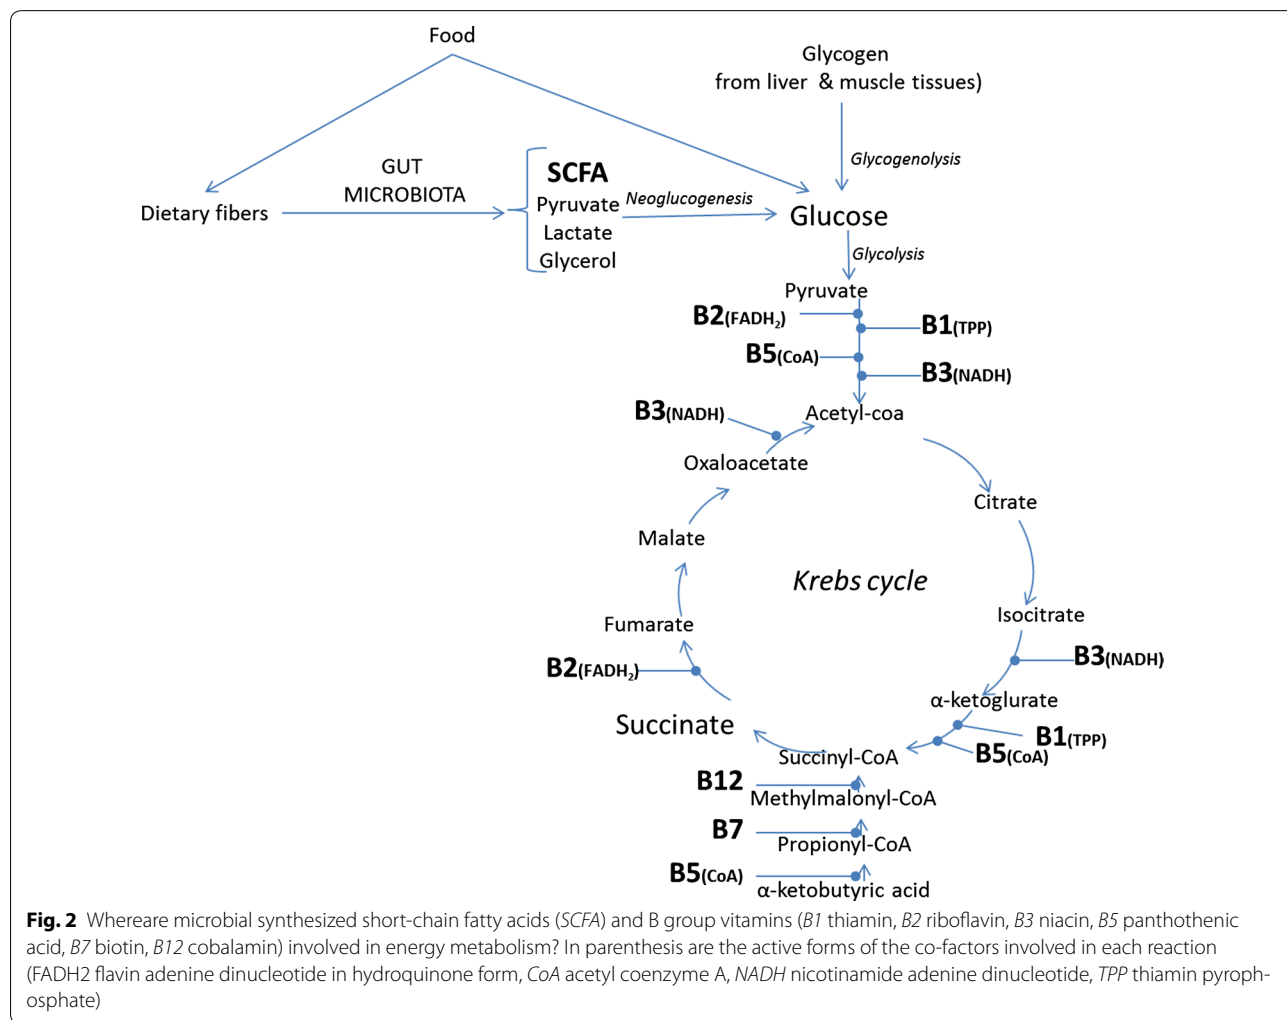 Food
Glycogen
from liver & muscle tissues)
Glycogenolysis
GUT
MICROBIOTA
Dietary fibers
SCFA
Pyruvate
Lactate
Glycerol
Neoglucogenesis
Glucose
Glycolysis
Pyruvate
B2(FADH2)
B1(TPP)
B5(CoA)
B3(NADH)
B3(NADH)
Acetyl-coa
Oxaloacetate
Citrate
Malate
Krebs cycle
Isocitrate
Fumarate
B3(NADH)
B2(FADH2)
α-ketoglurate
Succinate
B1(TPP)
B5(CoA)
Succinyl-CoA
B12
Methylmalonyl-CoA
B7
Propionyl-CoA
B5(CoA)
α-ketobutyric acid
Fig. 2 Whereare microbial synthesized short-chain fatty acids (SCFA) and B group vitamins (B1 thiamin, B2 riboflavin, B3 niacin, B5 panthothenic
acid, B7 biotin, B12 cobalamin) involved in energy metabolism? In parenthesis are the active forms of the co-factors involved in each reaction
(FADH2 flavin adenine dinucleotide in hydroquinone form, CoA acetyl coenzyme A, NADH nicotinamide adenine dinucleotide, TPP thiamin pyroph-
osphate)